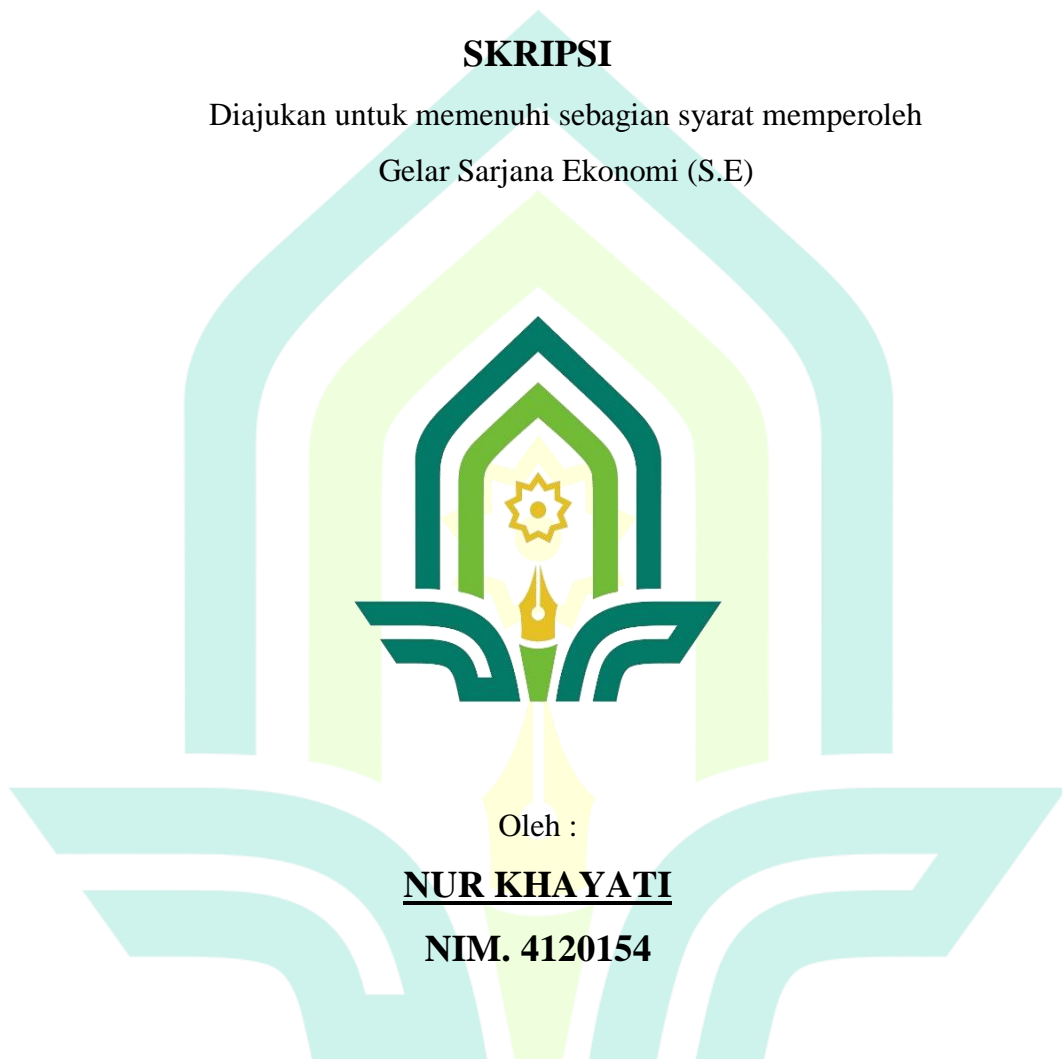 SKRIPSI
Diajukan untuk memenuhi sebagian syarat memperoleh
Gelar Sarjana Ekonomi (S.E)
Oleh :
NUR KHAYATI
NIM. 4120154